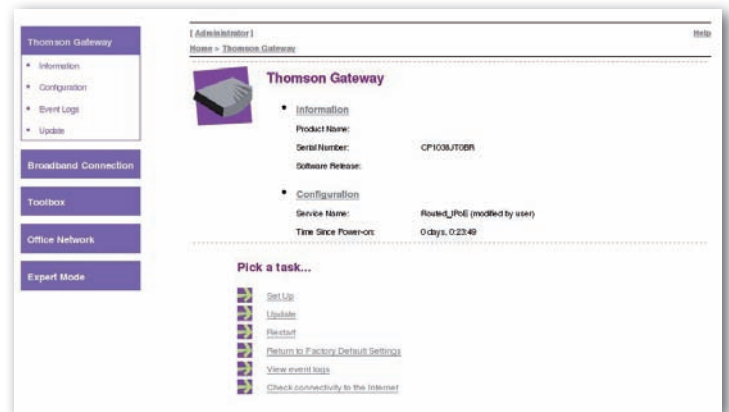 [ Administrator ]
Help
Home > Thomson Gateway
Thomson Gateway
Information
Configuration
Event Logs
Update
Broadband Connection
Toolbox
Office Network
Expert Mode
Thomson Gateway
Information
Product Name:
Serial Number: CP1038JT0BR
Software Release:
Configuration
Service Name: Routed_IPoE (modified by user)
Time Since Power-on: 0 days, 0:23:49
Pick a task...
Set Up
Update
Restart
Return to Factory Default Settings
View event logs
Check connectivity to the Internet